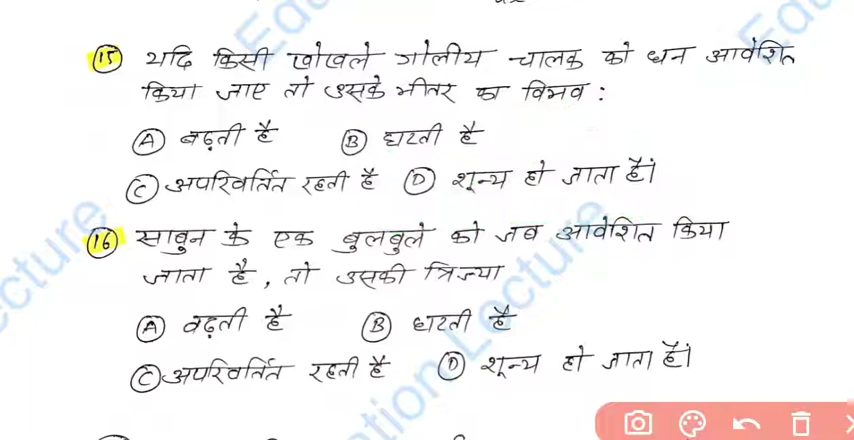 (15) यदि किसी खोखले गोलीय चालक को धन आवेशित
किया जाए तो उसके भीतर का विभव :
(A) बढ़ती है (B) घटती है
(C) अपरिवर्तित रहती है (D) शून्य हो जाता है।
(16) साबुन के एक बुलबुले को जब आवेशित किया
जाता है, तो उसकी त्रिज्या
(A) बढ़ती है (B) घटती है
(C) अपरिवर्तित रहती है (D) शून्य हो जाता है।